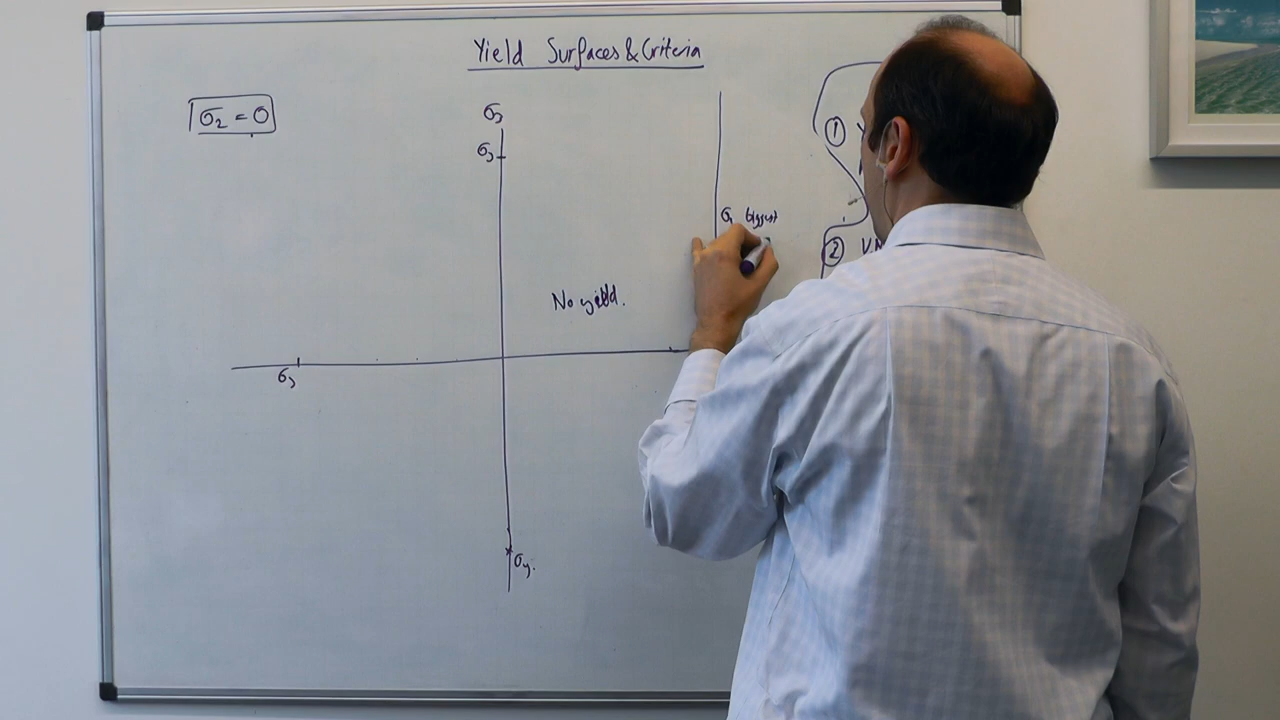 Yield Surfaces & Criteria
σ₂ = 0
σ₃
σy
①
σ₁ biggest
② V.M
No yield.
σy
σy.